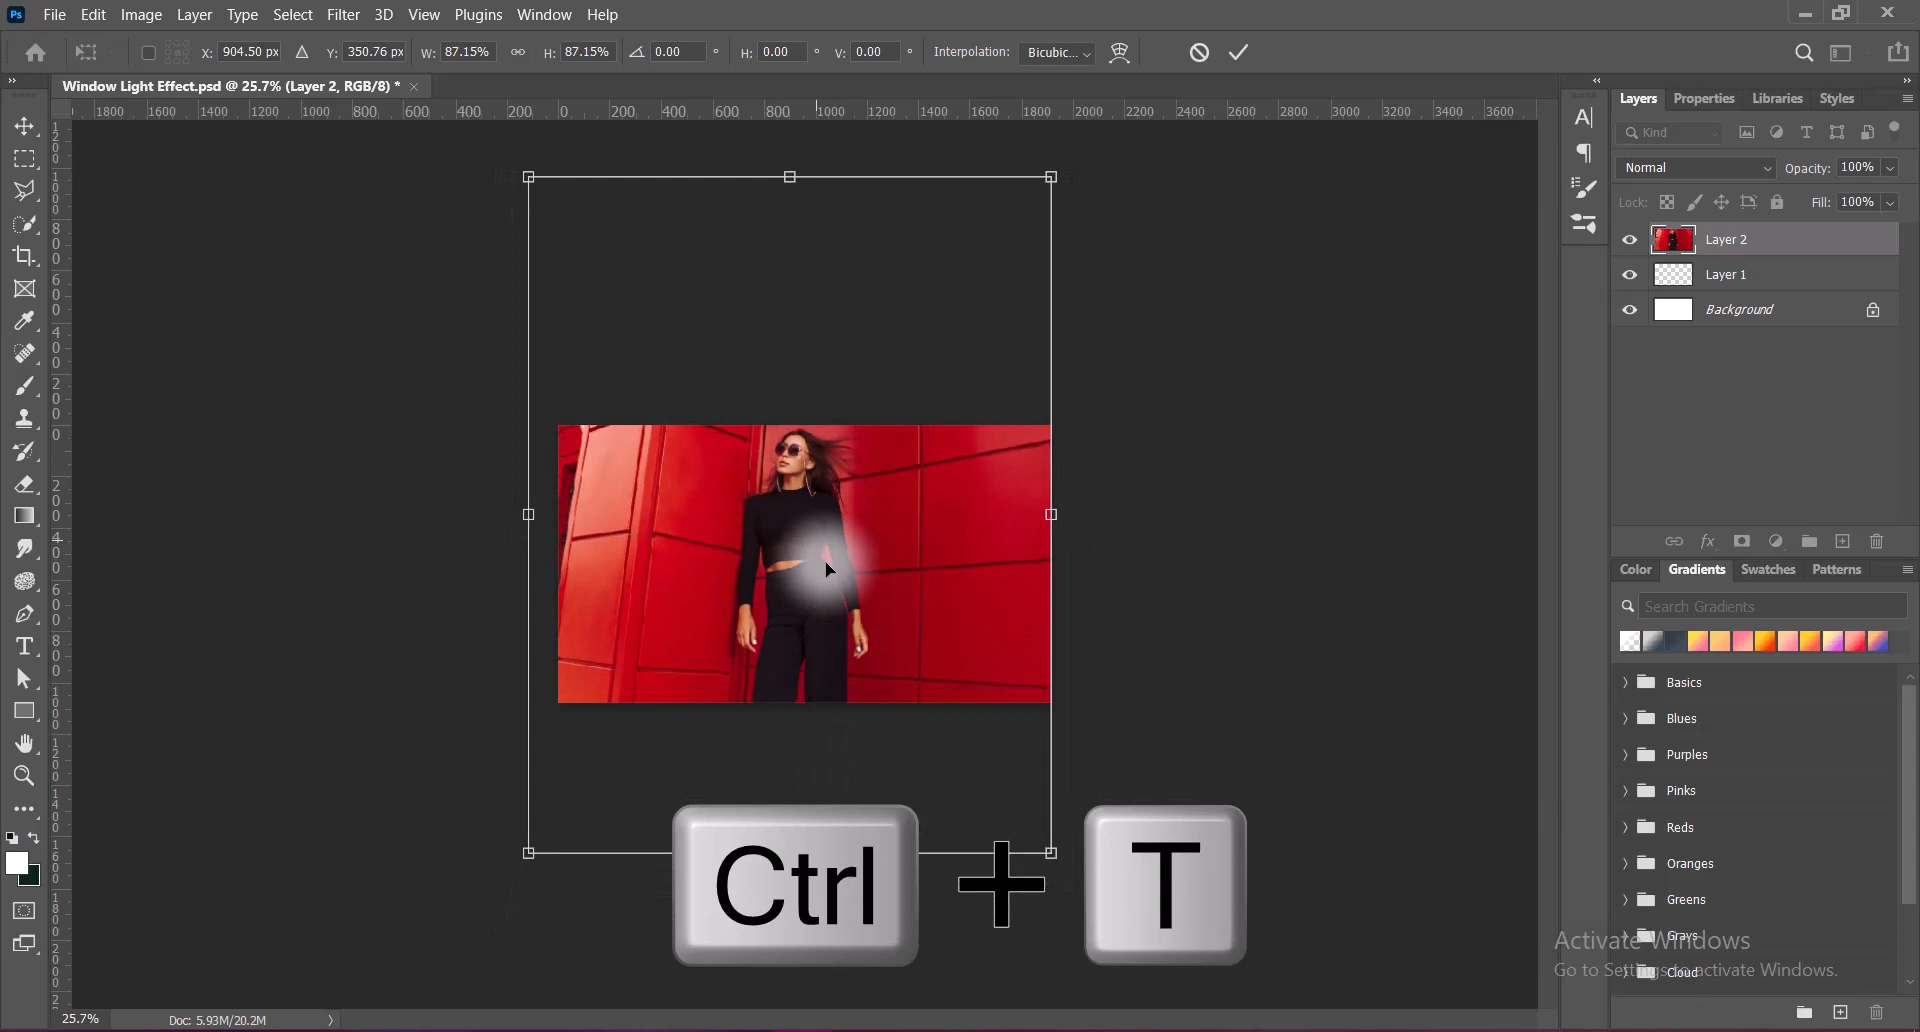 Ps File Edit Image Layer Type Select Filter 3D View Plugins Window Help
X: 904.50 px Y: 350.76 px W: 87.15% H: 87.15% 0.00 ° H: 0.00 ° V: 0.00 ° Interpolation: Bicubic...
Window Light Effect.psd @ 25.7% (Layer 2, RGB/8) * ×
1800 1600 1400 1200 1000 800 600 400 200 0 200 400 600 800 1000 1200 1400 1600 1800 2000 2200 2400 2600 2800 3000 3200 3400 3600
Layers Properties Libraries Styles
Kind
Normal Opacity: 100%
Lock: Fill: 100%
Layer 2
Layer 1
Background
fx
Color Gradients Swatches Patterns
Search Gradients
Basics
Blues
Purples
Pinks
Reds
Oranges
Greens
Grays
Cloud
Activate Windows
Go to Settings to activate Windows.
Ctrl + T
25.7% Doc: 5.93M/20.2M